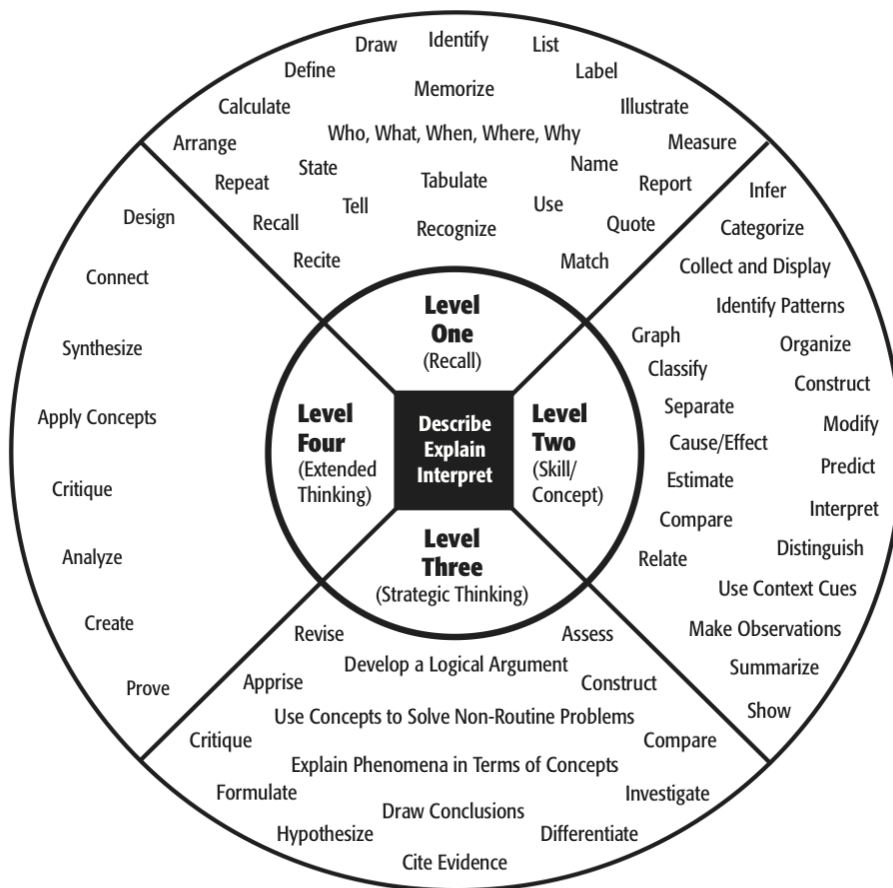 Draw
Identify
List
Define
Label
Memorize
Calculate
Illustrate
Who, What, When, Where, Why
Arrange
Measure
State
Name
Repeat
Tabulate
Report
Tell
Use
Recall
Recognize
Quote
Recite
Match
Level
One
(Recall)
Infer
Categorize
Collect and Display
Identify Patterns
Graph
Organize
Classify
Construct
Separate
Modify
Cause/Effect
Predict
Estimate
Interpret
Compare
Distinguish
Relate
Use Context Cues
Make Observations
Summarize
Show
Level
Two
(Skill/
Concept)
Describe
Explain
Interpret
Level
Four
(Extended
Thinking)
Design
Connect
Synthesize
Apply Concepts
Critique
Analyze
Create
Prove
Level
Three
(Strategic Thinking)
Revise
Assess
Develop a Logical Argument
Apprise
Construct
Use Concepts to Solve Non-Routine Problems
Critique
Compare
Explain Phenomena in Terms of Concepts
Formulate
Investigate
Draw Conclusions
Hypothesize
Differentiate
Cite Evidence